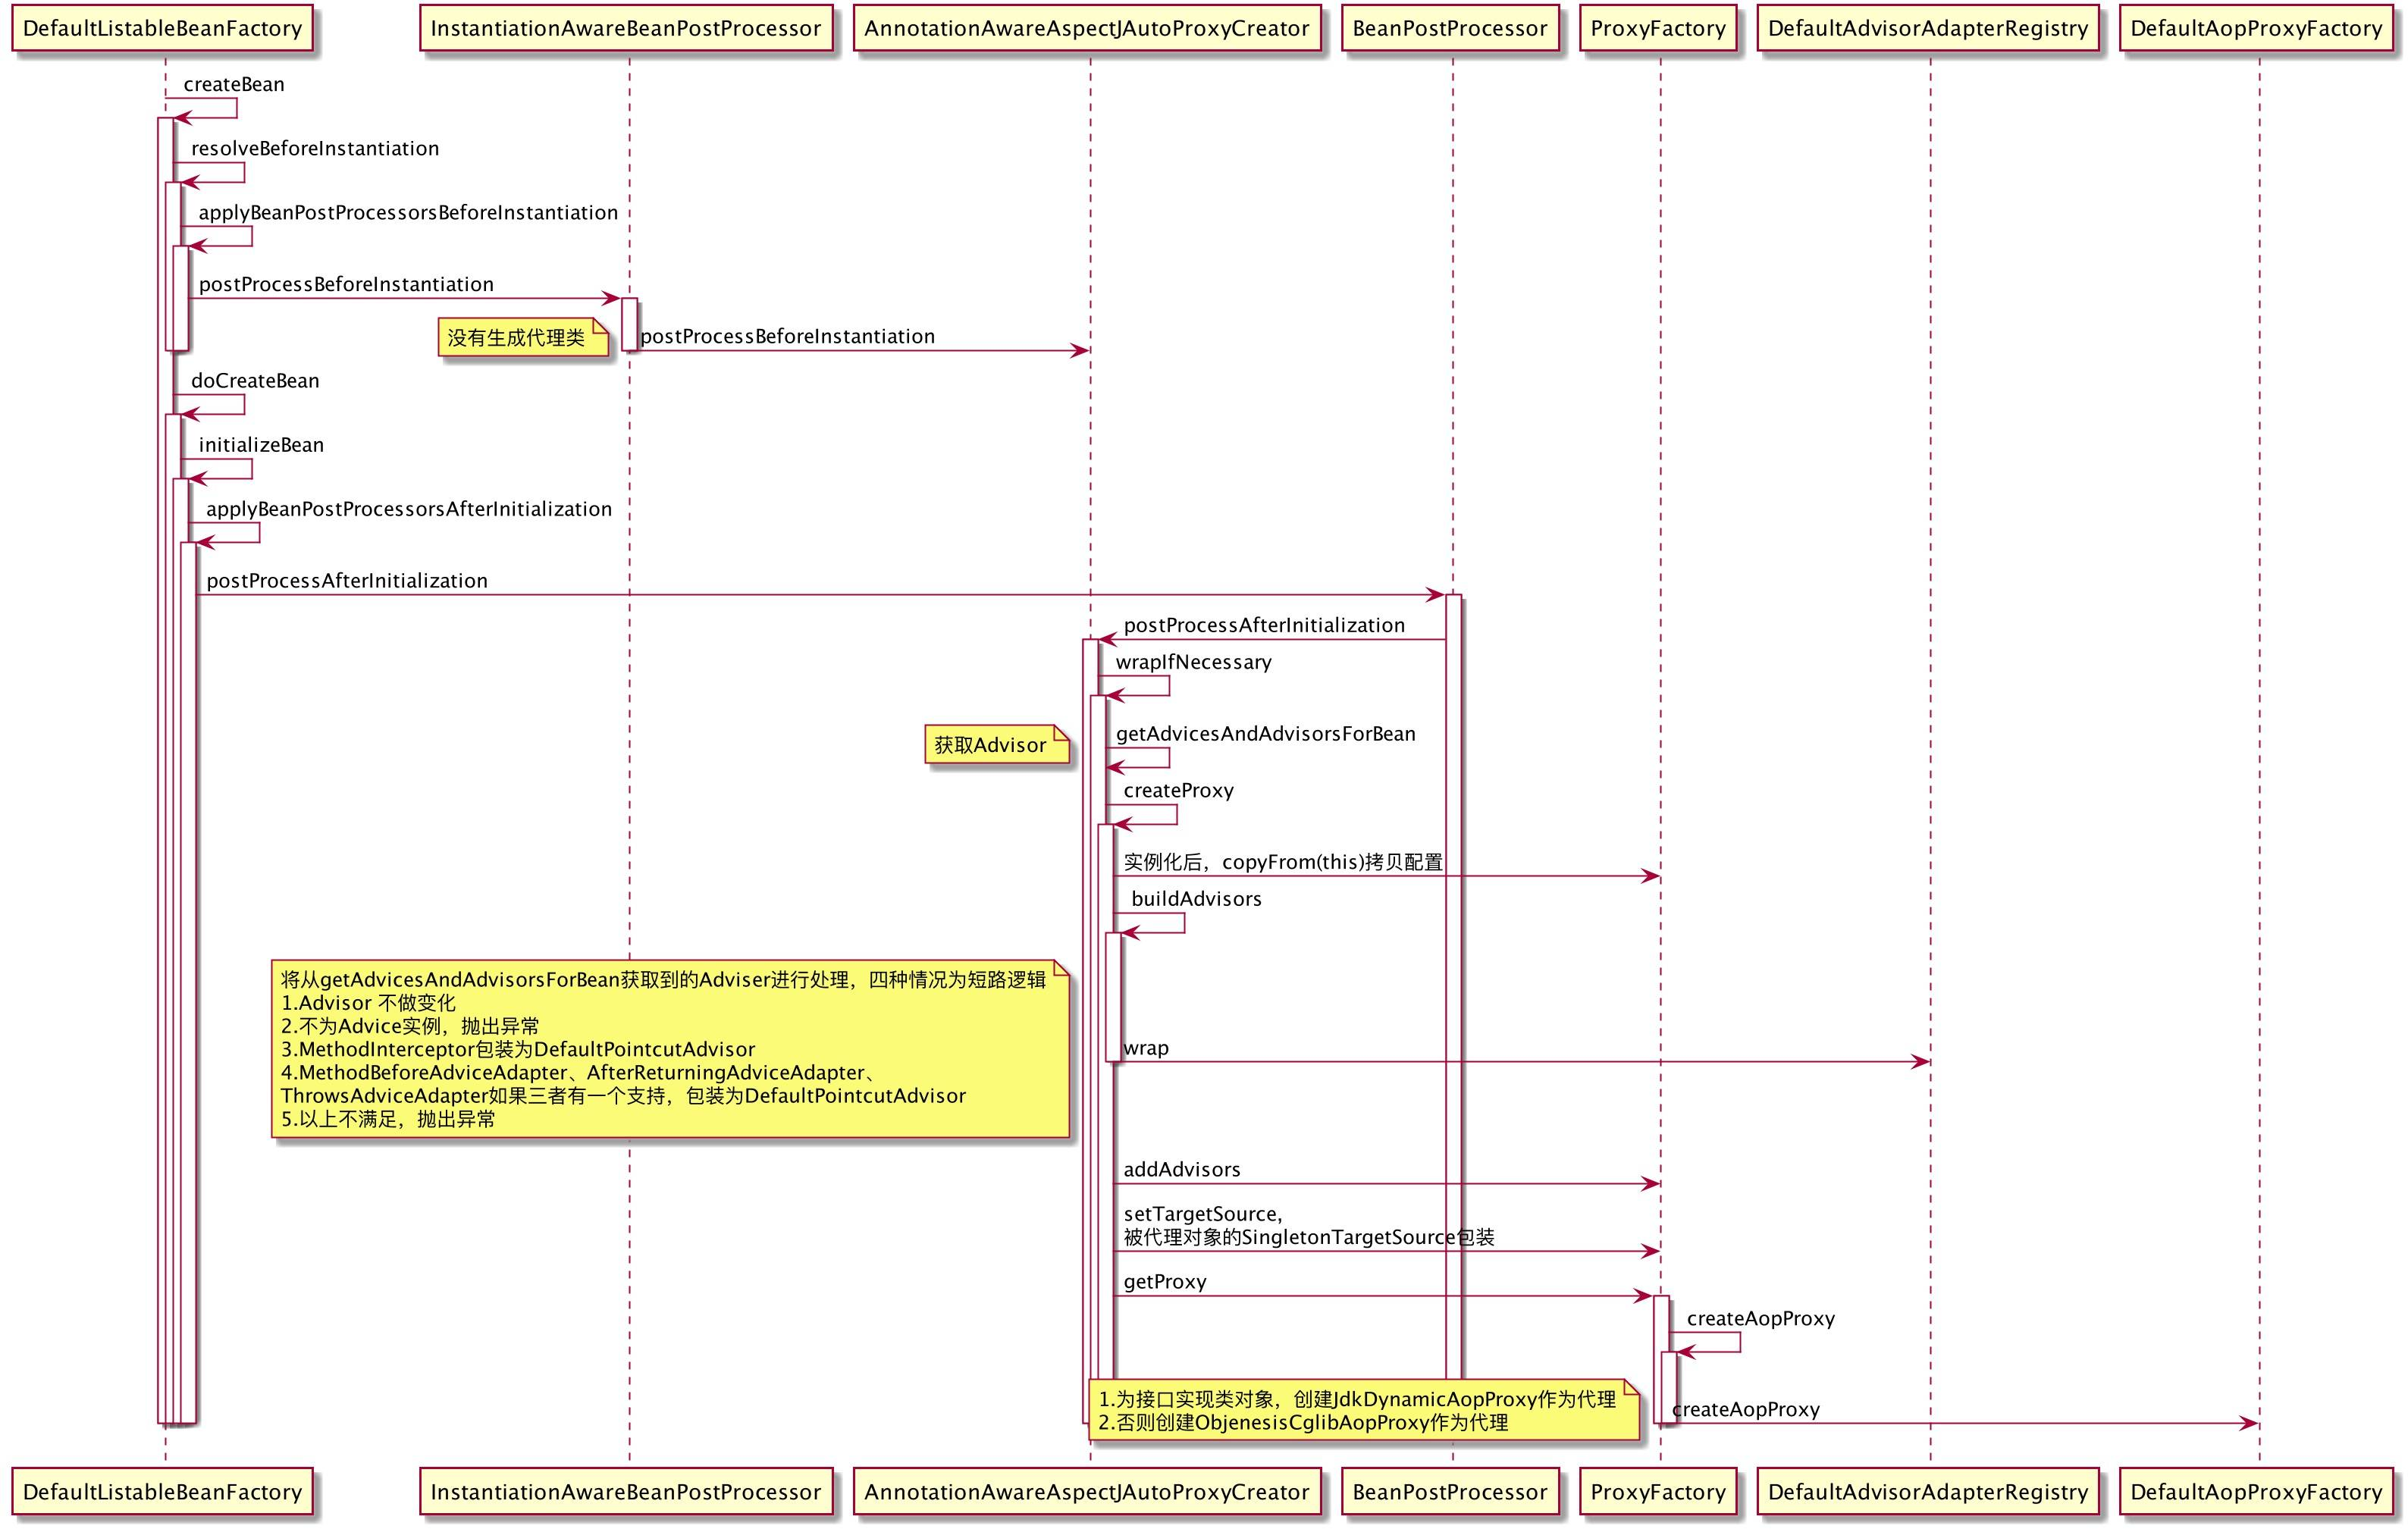 DefaultListableBeanFactory
InstantiationAwareBeanPostProcessor
AnnotationAwareAspectJAutoProxyCreator
BeanPostProcessor
ProxyFactory
DefaultAdvisorAdapterRegistry
DefaultAopProxyFactory
createBean
resolveBeforeInstantiation
applyBeanPostProcessorsBeforeInstantiation
postProcessBeforeInstantiation
没有生成代理类
postProcessBeforeInstantiation
doCreateBean
initializeBean
applyBeanPostProcessorsAfterInitialization
postProcessAfterInitialization
postProcessAfterInitialization
wrapIfNecessary
获取Advisor
getAdvicesAndAdvisorsForBean
createProxy
实例化后，copyFrom(this)拷贝配置
buildAdvisors
将从getAdvicesAndAdvisorsForBean获取到的Adviser进行处理，四种情况为短路逻辑
1.Advisor 不做变化
2.不为Advice实例，抛出异常
3.MethodInterceptor包装为DefaultPointcutAdvisor
4.MethodBeforeAdviceAdapter、AfterReturningAdviceAdapter、
ThrowsAdviceAdapter如果三者有一个支持，包装为DefaultPointcutAdvisor
5.以上不满足，抛出异常
wrap
addAdvisors
setTargetSource,
被代理对象的SingletonTargetSource包装
getProxy
createAopProxy
1.为接口实现类对象，创建JdkDynamicAopProxy作为代理
2.否则创建ObjenesisCglibAopProxy作为代理
createAopProxy
DefaultListableBeanFactory
InstantiationAwareBeanPostProcessor
AnnotationAwareAspectJAutoProxyCreator
BeanPostProcessor
ProxyFactory
DefaultAdvisorAdapterRegistry
DefaultAopProxyFactory